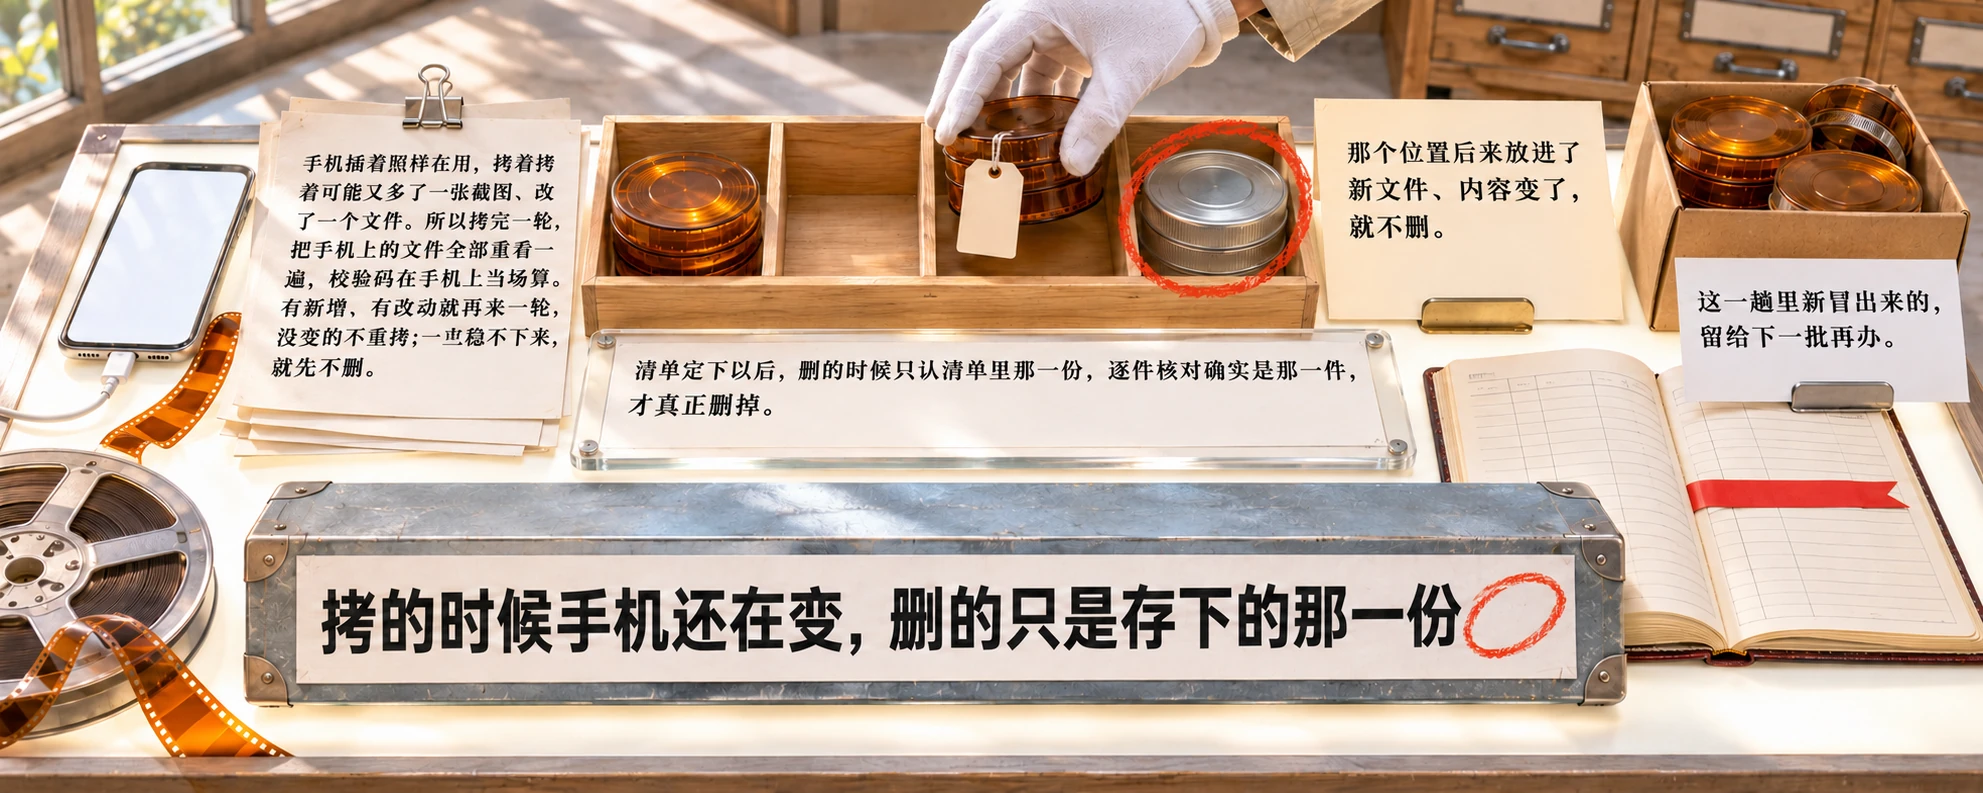 手机插着照样在用，拷着拷
着可能又多了一张截图、改
了一个文件。所以拷完一轮，
把手机上的文件全部重看一
遍，校验码在手机上当场算。
有新增、有改动就再来一轮，
没变的不重拷；一稳不下来，
就先不删。
那个位置后来放进了
新文件、内容变了，
就不删。
这一趟里新冒出来的，
留给下一批再办。
清单定下以后，删的时候只认清单里那一份，逐件核对确实是那一件，
才真正删掉。
拷的时候手机还在变，删的只是存下的那一份